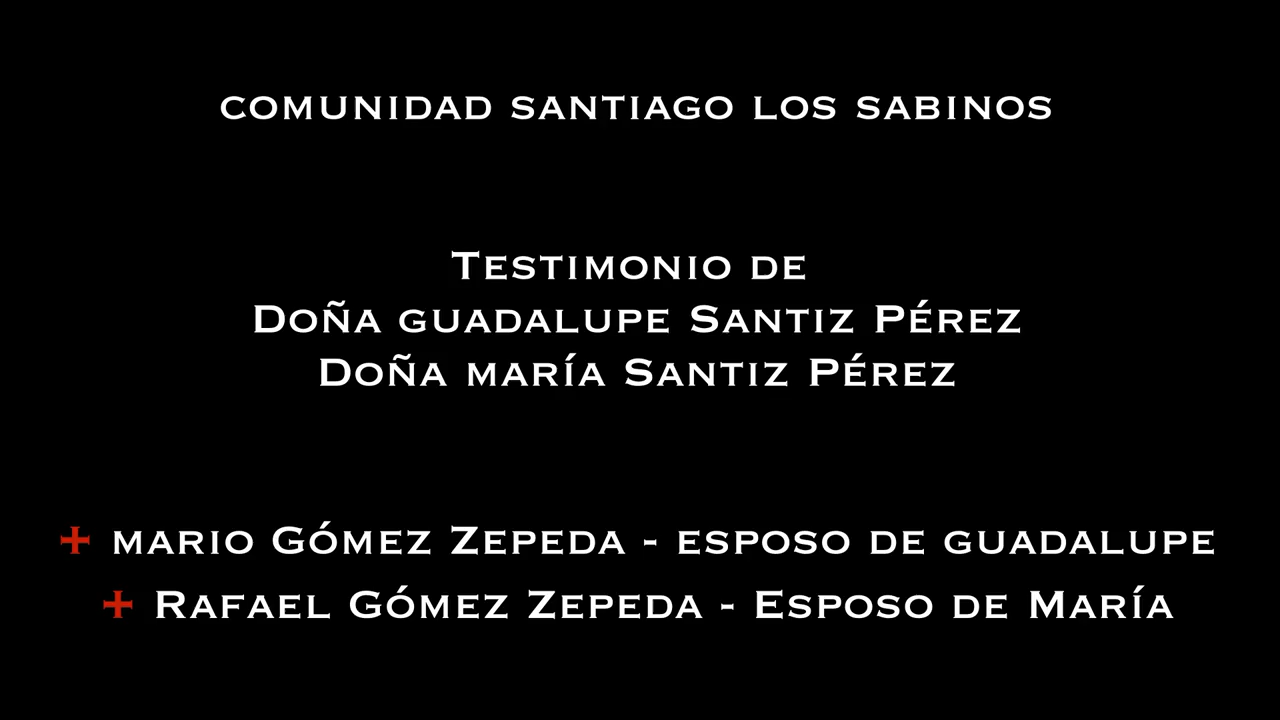 COMUNIDAD SANTIAGO LOS SABINOS
TESTIMONIO DE
DOÑA GUADALUPE SANTIZ PÉREZ
DOÑA MARÍA SANTIZ PÉREZ
+ MARIO GÓMEZ ZEPEDA - ESPOSO DE GUADALUPE
+ RAFAEL GÓMEZ ZEPEDA - ESPOSO DE MARÍA